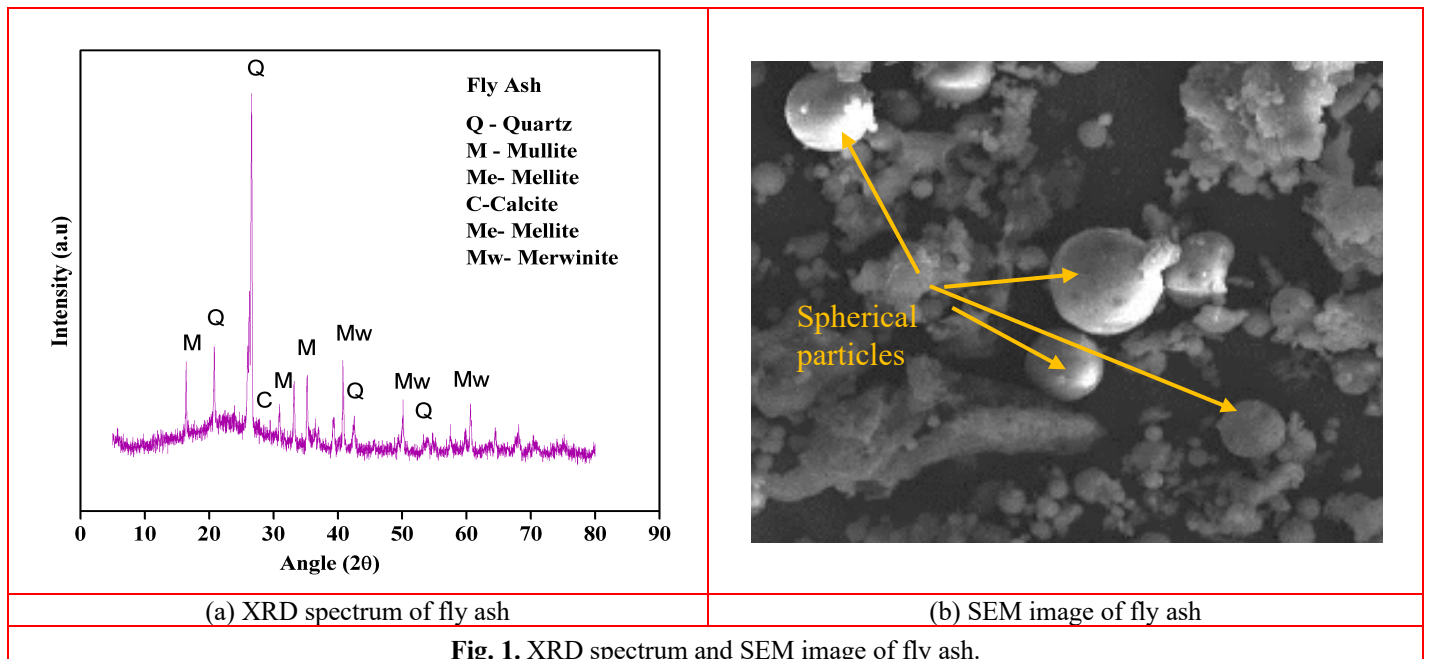 Q
Fly Ash
Q - Quartz
M - Mullite
Me- Mellite
C-Calcite
Me- Mellite
Mw- Merwinite
Intensity (a.u)
M
Q
C
M
M
Mw
Q
Mw
Q
Mw
0 10 20 30 40 50 60 70 80 90
Angle (2θ)
Spherical
particles
(a) XRD spectrum of fly ash
(b) SEM image of fly ash
Fig. 1. XRD spectrum and SEM image of fly ash.